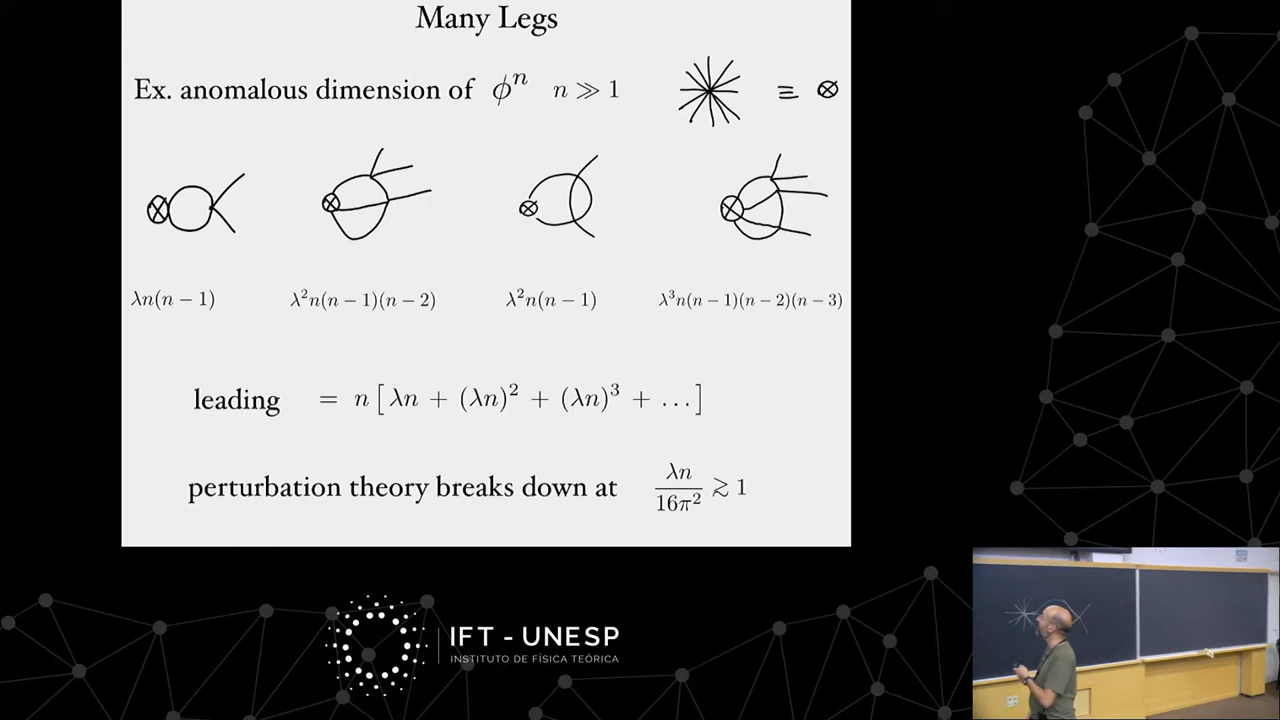 Many Legs
Ex. anomalous dimension of ϕⁿ n ≫ 1 ≡ ⊗
λn(n − 1) λ²n(n − 1)(n − 2) λ²n(n − 1) λ³n(n − 1)(n − 2)(n − 3)
leading = n [ λn + (λn)² + (λn)³ + … ]
perturbation theory breaks down at λn/16π² ≳ 1
IFT - UNESP
INSTITUTO DE FÍSICA TEÓRICA